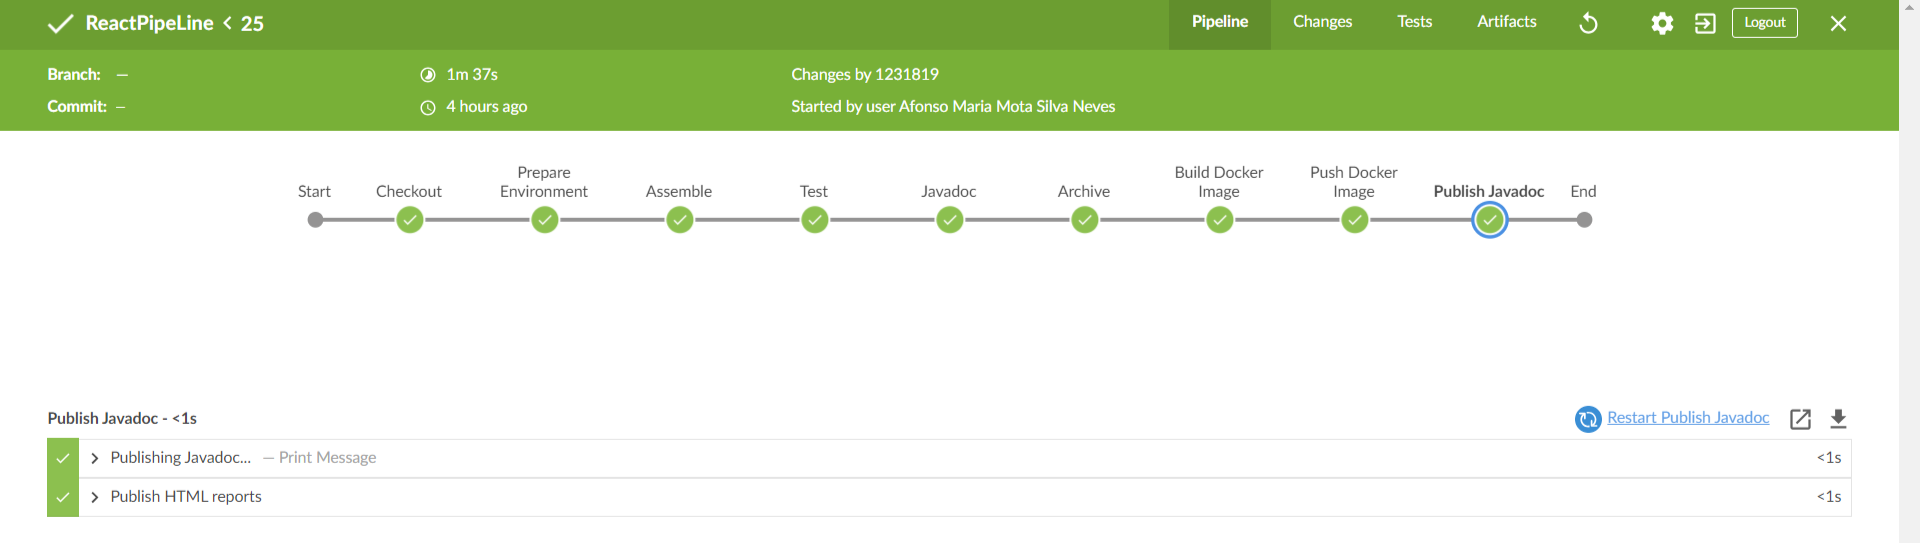 ReactPipeLine < 25
Pipeline Changes Tests Artifacts Logout
Branch: —
1m 37s
Changes by 1231819
Commit: —
4 hours ago
Started by user Afonso Maria Mota Silva Neves
Start
Checkout
Prepare
Environment
Assemble
Test
Javadoc
Archive
Build Docker
Image
Push Docker
Image
Publish Javadoc
End
Publish Javadoc - <1s
Restart Publish Javadoc
Publishing Javadoc... — Print Message <1s
Publish HTML reports <1s